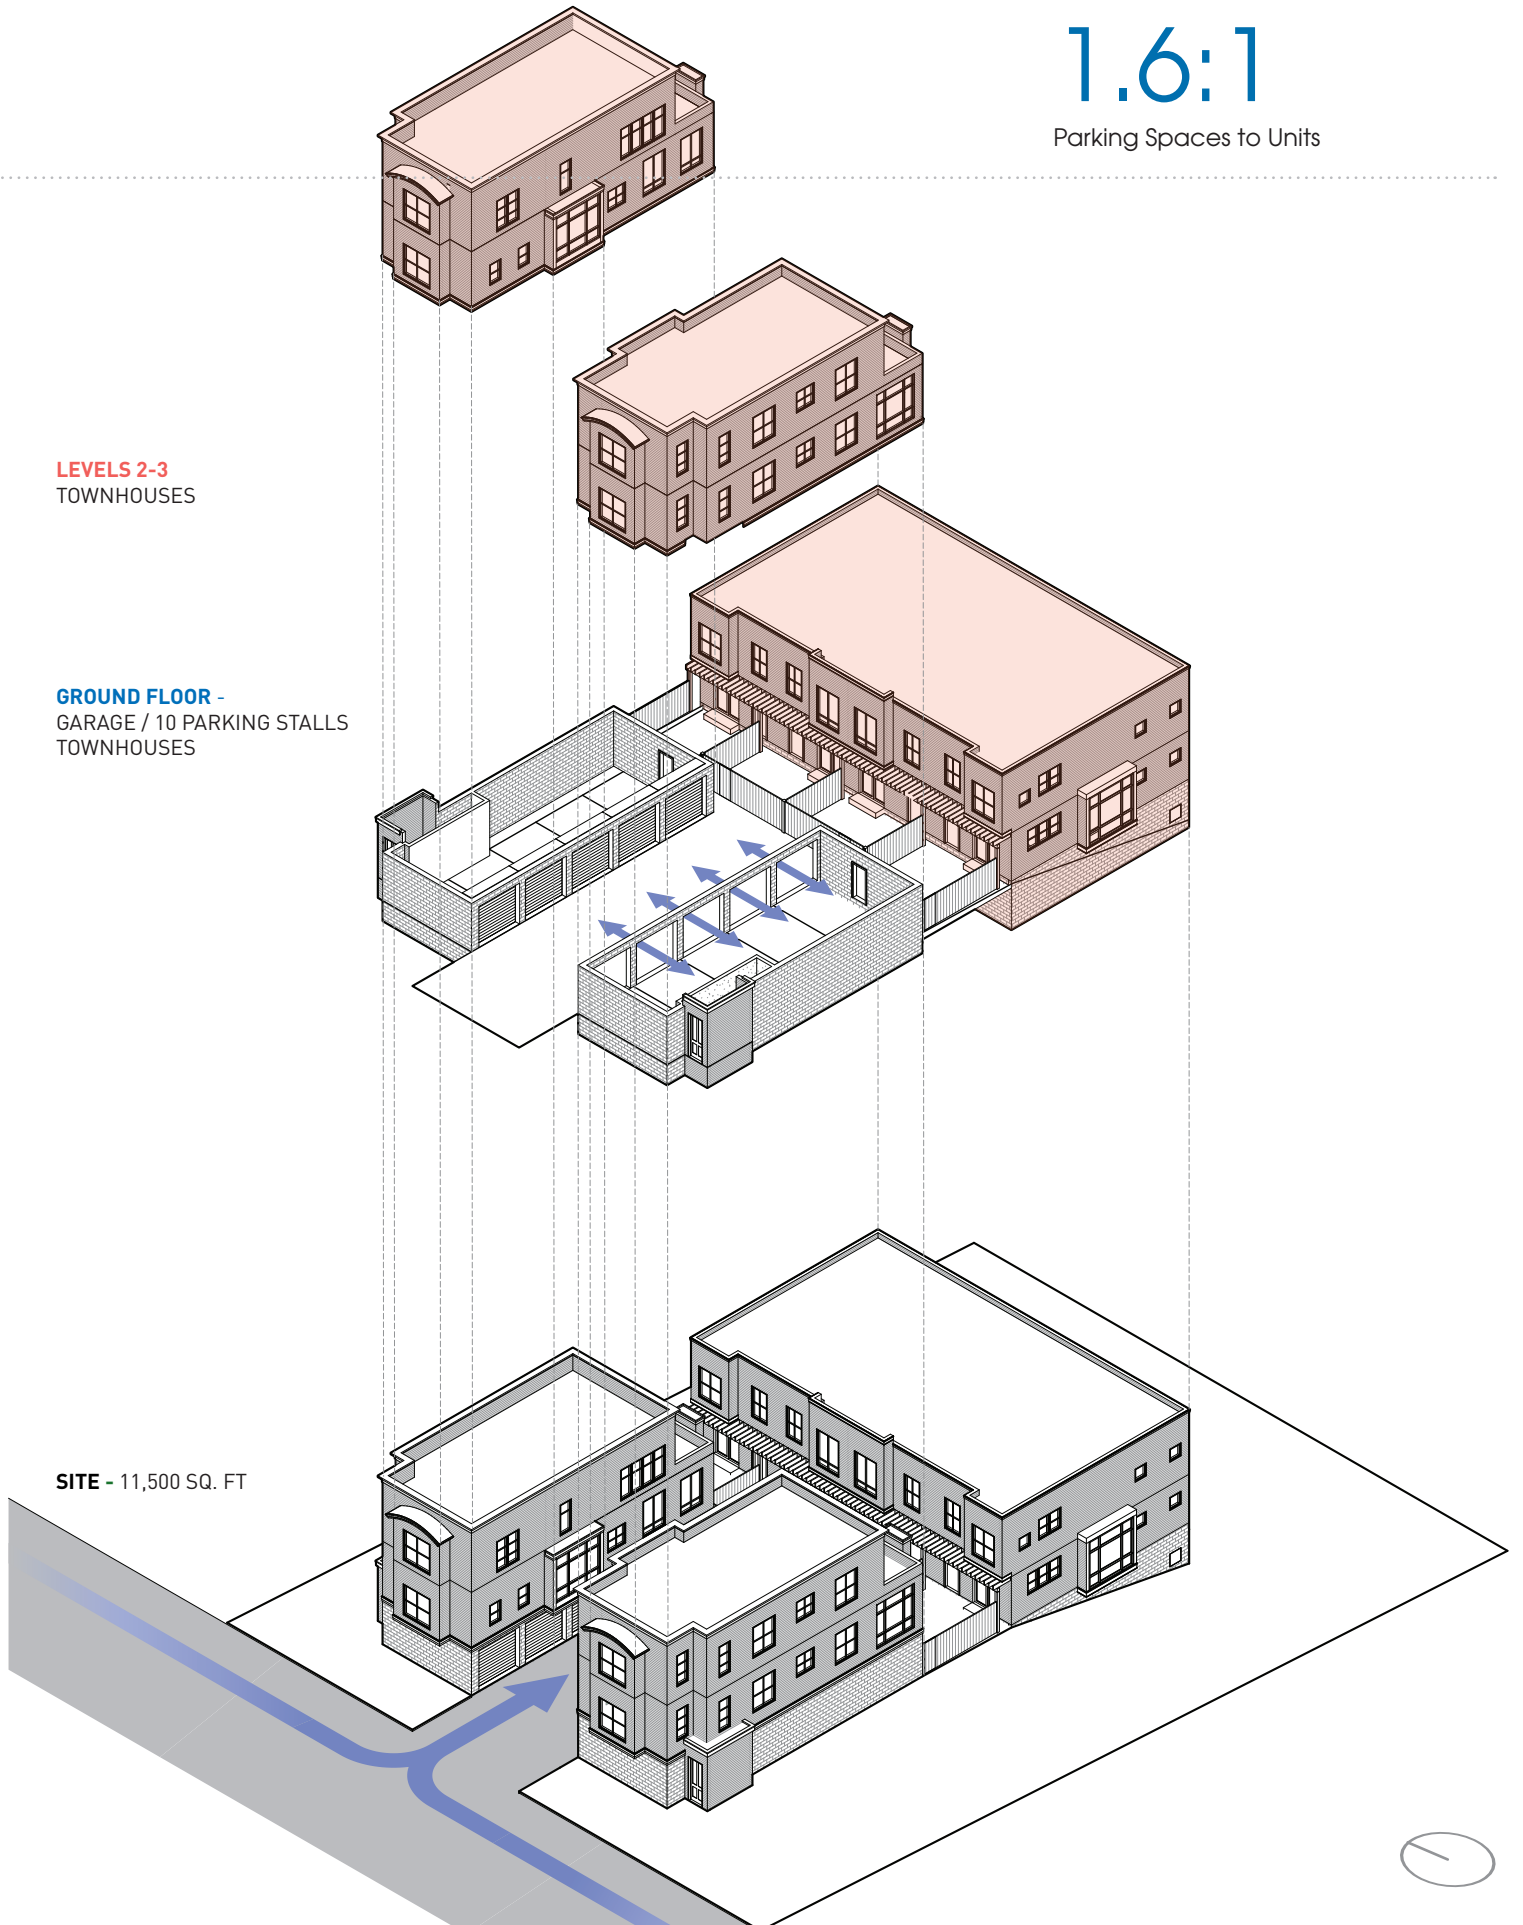 1.6:1
Parking Spaces to Units
LEVELS 2-3
TOWNHOUSES
GROUND FLOOR -
GARAGE / 10 PARKING STALLS
TOWNHOUSES
SITE - 11,500 SQ. FT